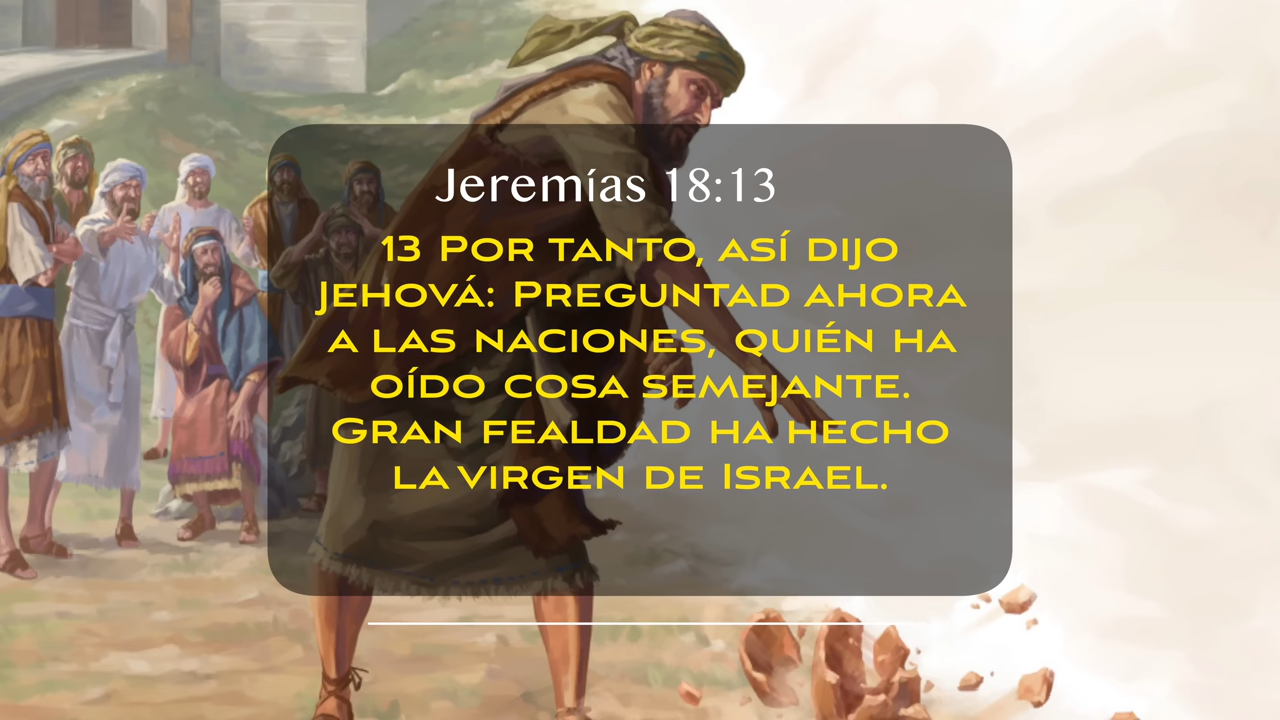 Jeremías 18:13
13 Por tanto, así dijo
Jehová: Preguntad ahora
a las naciones, quién ha
oído cosa semejante.
Gran fealdad ha hecho
la virgen de Israel.